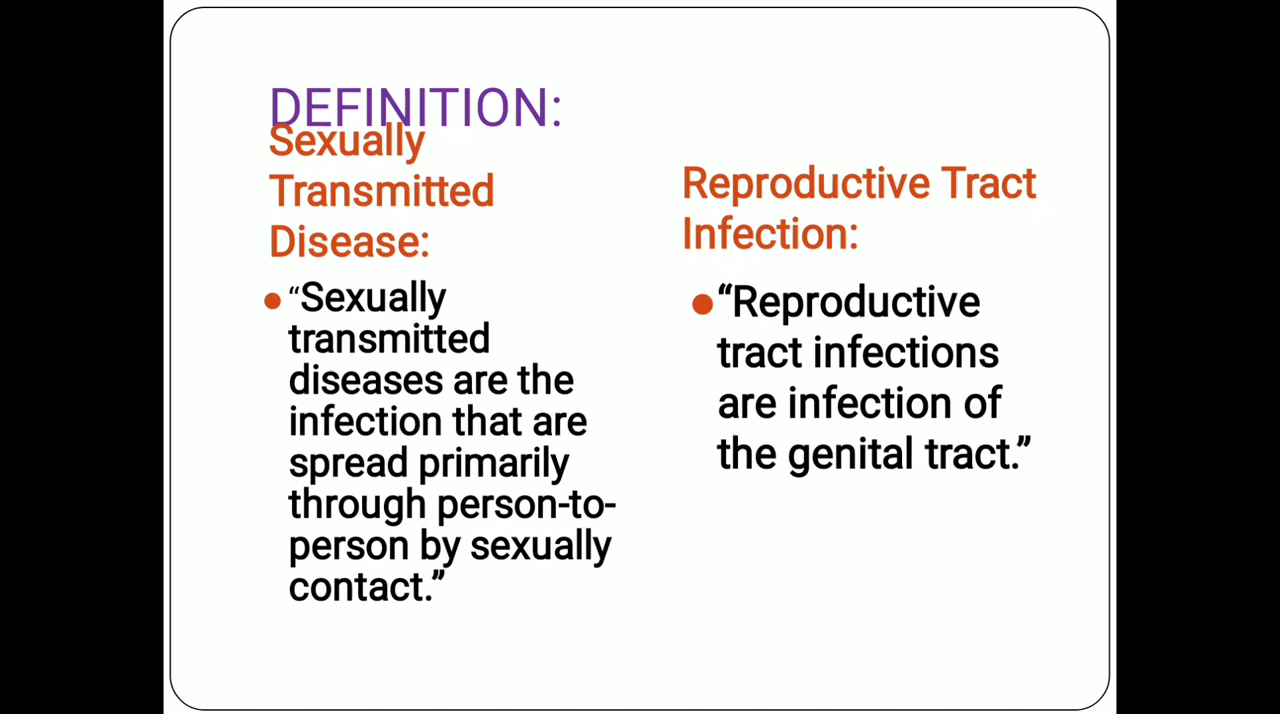 DEFINITION:
Sexually
Transmitted
Disease:
● “Sexually
transmitted
diseases are the
infection that are
spread primarily
through person-to-
person by sexually
contact.”
Reproductive Tract
Infection:
● “Reproductive
tract infections
are infection of
the genital tract.”